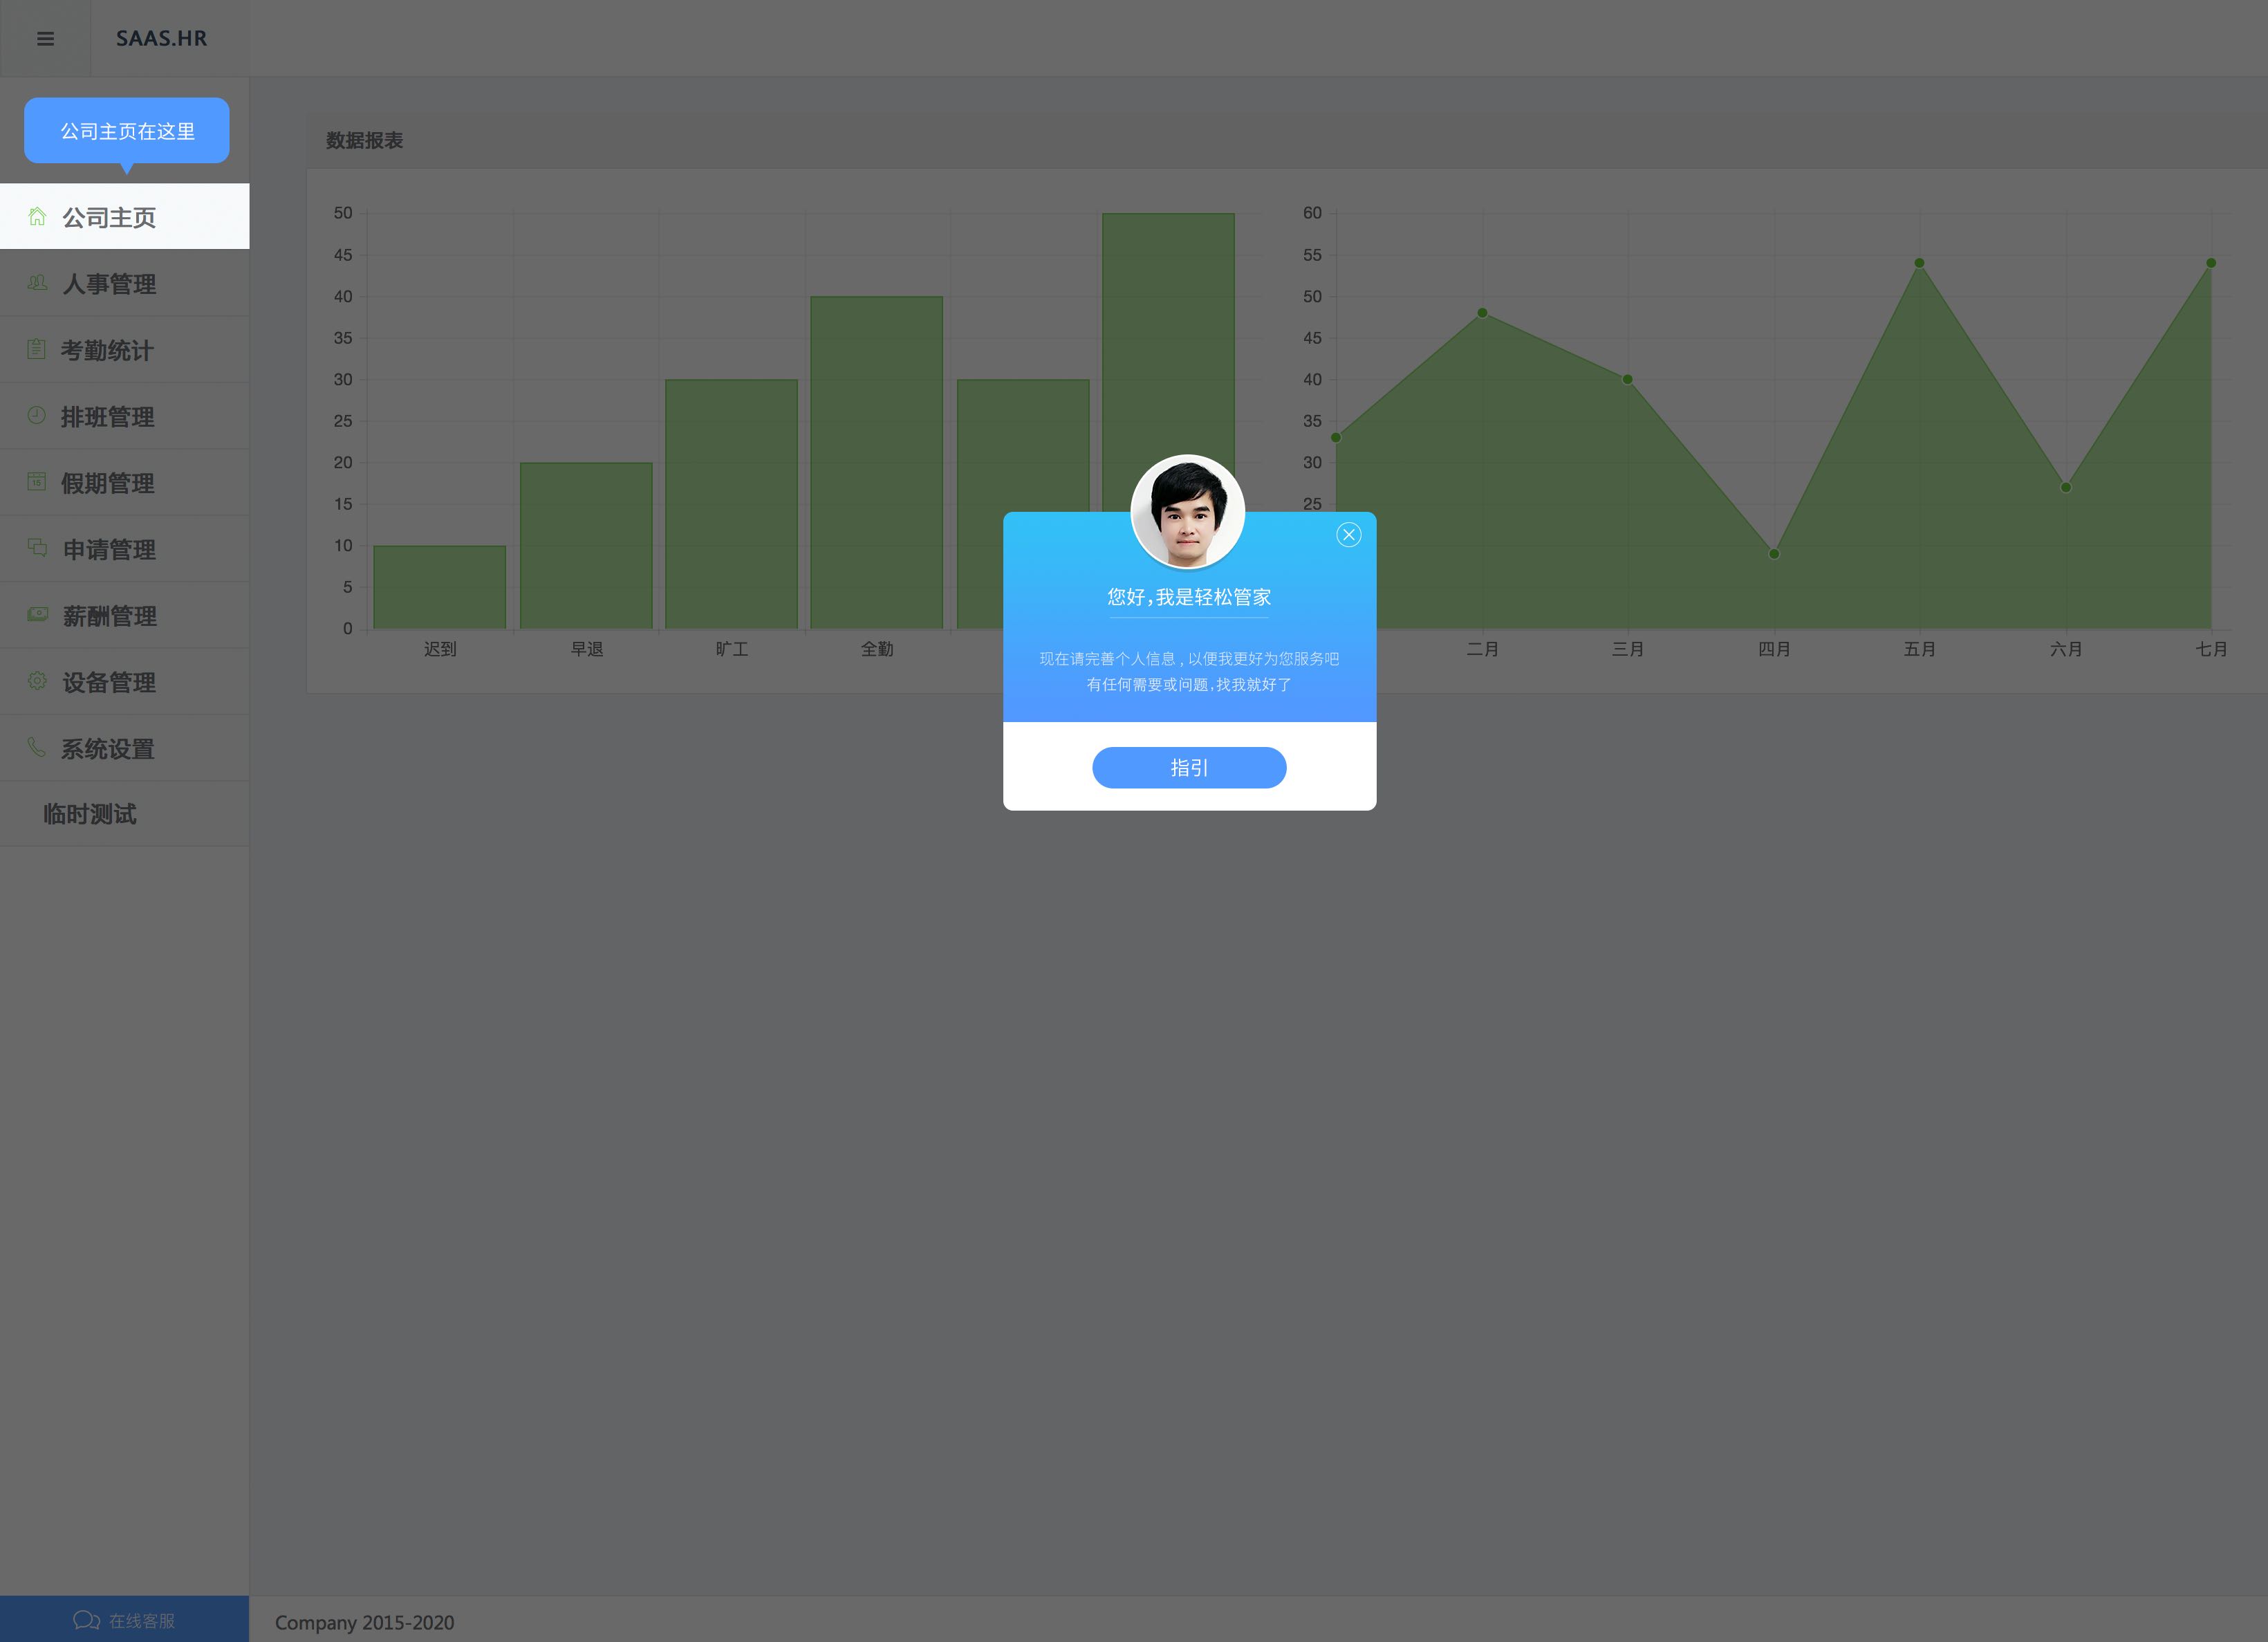 SAAS.HR
公司主页在这里
公司主页
人事管理
考勤统计
排班管理
15
假期管理
申请管理
薪酬管理
设备管理
系统设置
临时测试
在线客服
数据报表
50
45
40
35
30
25
20
15
10
5
0
迟到
早退
旷工
全勤
60
55
50
45
40
35
30
25
二月
三月
四月
五月
六月
七月
您好,我是轻松管家
现在请完善个人信息,以便我更好为您服务吧
有任何需要或问题,找我就好了
指引
Company 2015-2020